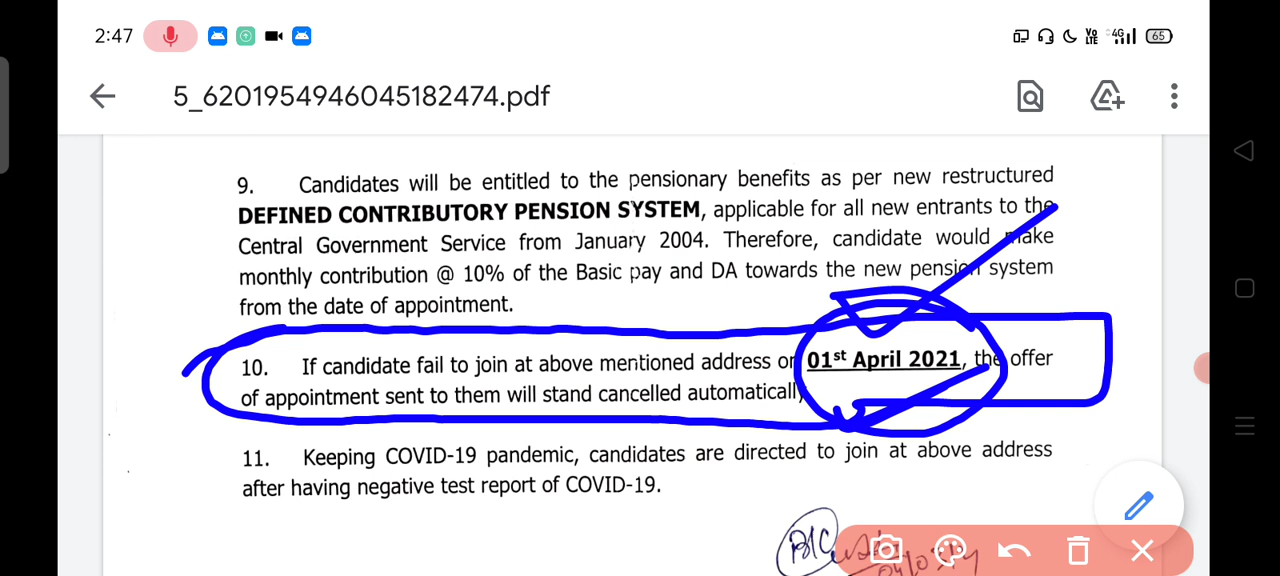 2:47
Vo
LTE
4G
65
5_6201954946045182474.pdf
9. Candidates will be entitled to the pensionary benefits as per new restructured
DEFINED CONTRIBUTORY PENSION SYSTEM, applicable for all new entrants to the
Central Government Service from January 2004. Therefore, candidate would make
monthly contribution @ 10% of the Basic pay and DA towards the new pension system
from the date of appointment.
10. If candidate fail to join at above mentioned address on 01st April 2021, the offer
of appointment sent to them will stand cancelled automatically
11. Keeping COVID-19 pandemic, candidates are directed to join at above address
after having negative test report of COVID-19.